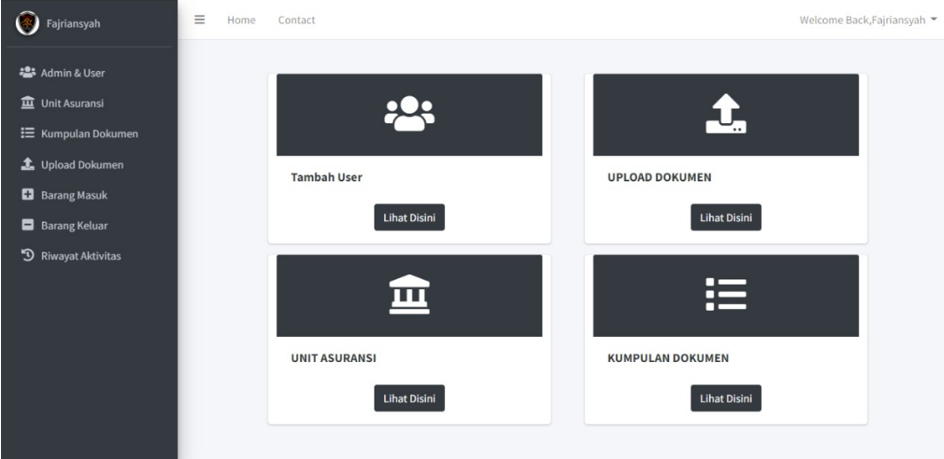 Fajriansyah
Home Contact Welcome Back,Fajriansyah
Admin & User
Unit Asuransi
Kumpulan Dokumen
Upload Dokumen
Barang Masuk
Barang Keluar
Riwayat Aktivitas
Tambah User
Lihat Disini
UPLOAD DOKUMEN
Lihat Disini
UNIT ASURANSI
Lihat Disini
KUMPULAN DOKUMEN
Lihat Disini